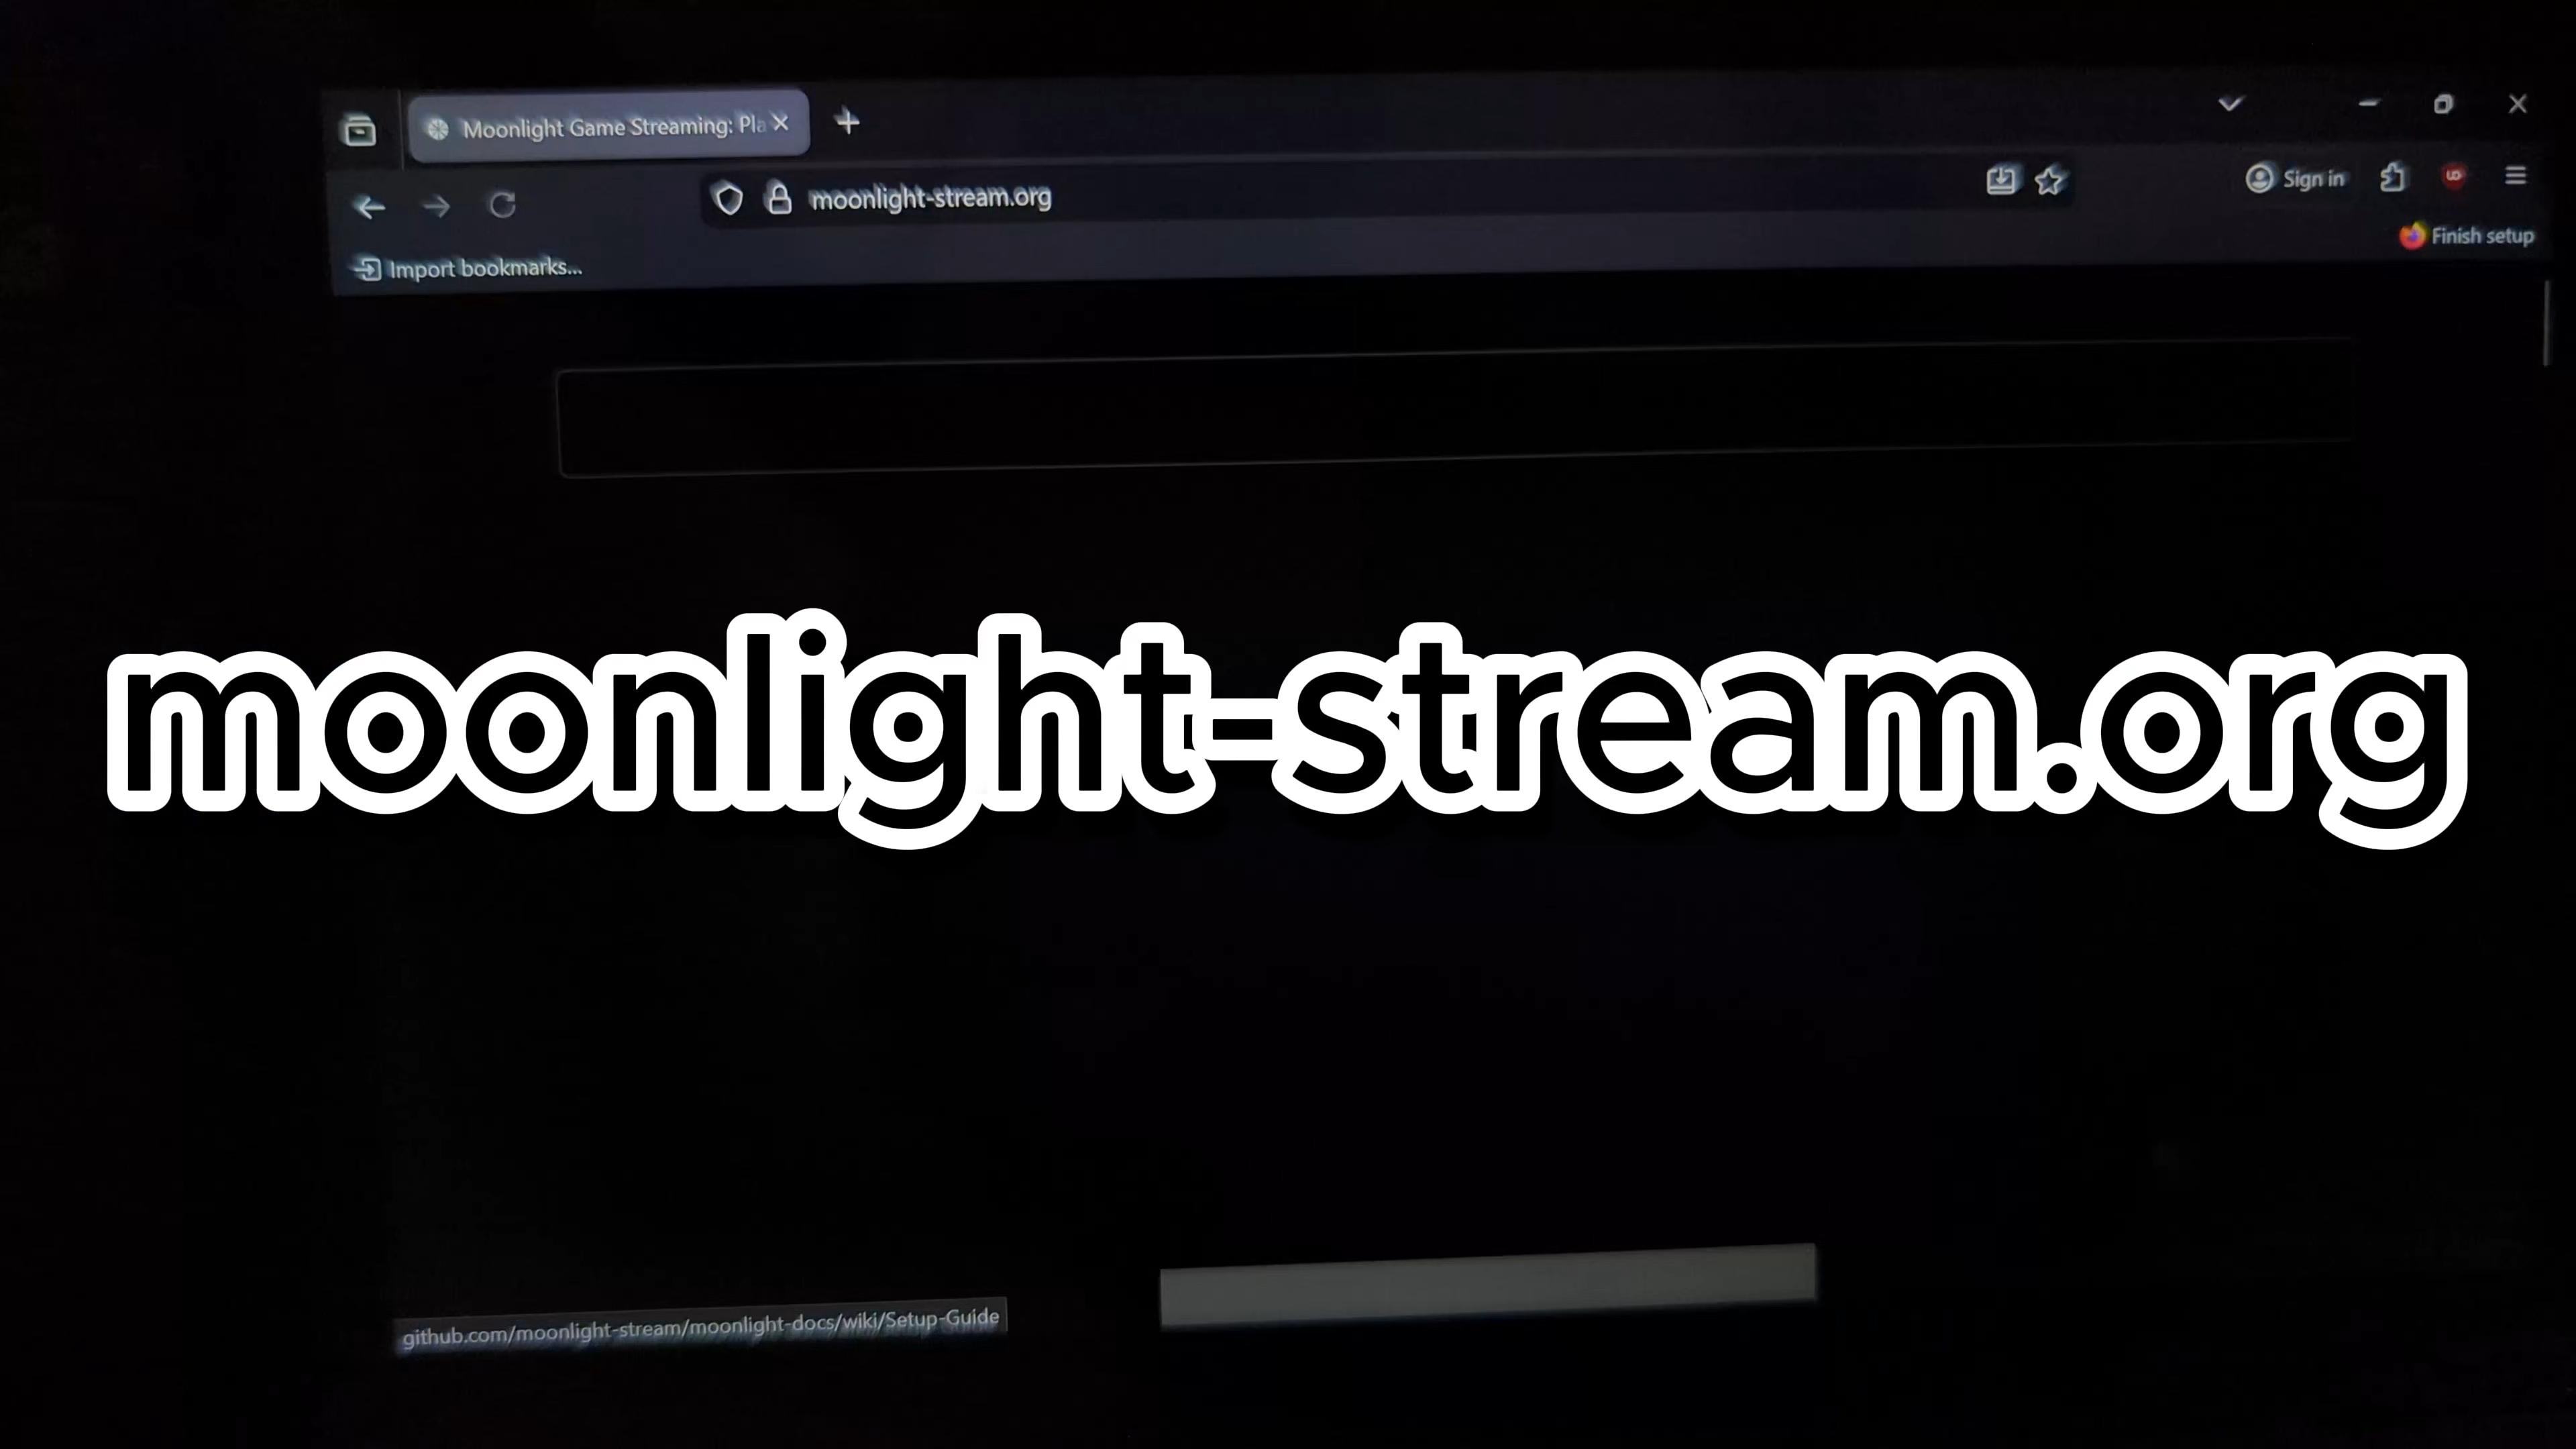 Moonlight Game Streaming: Pla
moonlight-stream.org
Sign in
Import bookmarks...
Finish setup
moonlight-stream.org
github.com/moonlight-stream/moonlight-docs/wiki/Setup-Guide